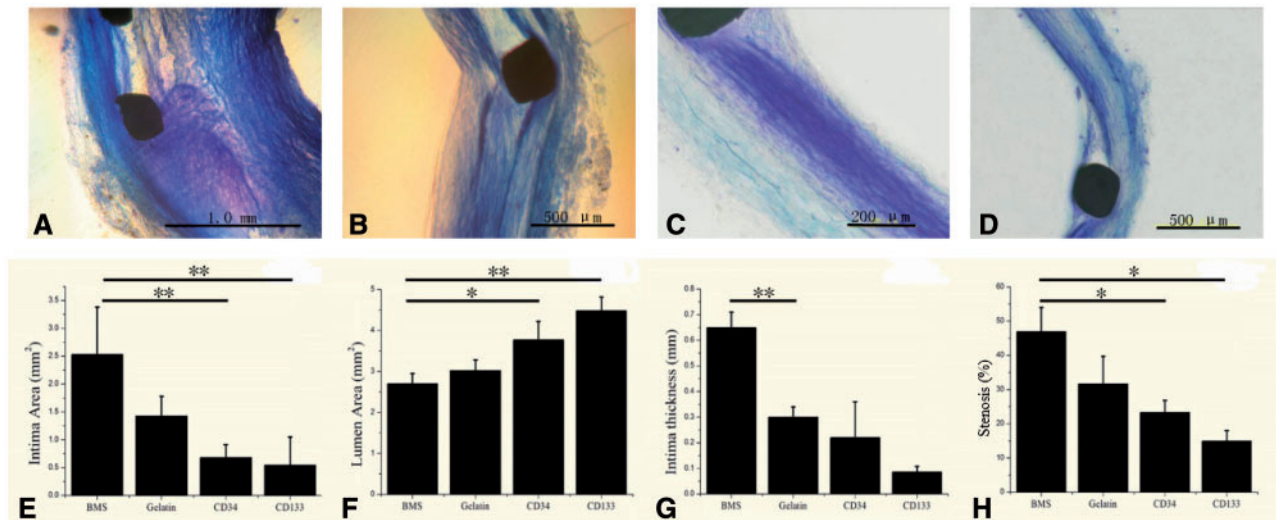 1.0 mm
A
500 μm
B
200 μm
C
500 μm
D
**
**
Intima Area (mm²)
3.5
3.0
2.5
2.0
1.5
1.0
0.5
0.0
BMS
Gelatin
CD34
CD133
E
**
*
Lumen Area (mm²)
5
4
3
2
1
0
BMS
Gelatin
CD34
CD133
F
**
Intima thickness (mm)
0.8
0.7
0.6
0.5
0.4
0.3
0.2
0.1
0.0
BMS
Gelatin
CD34
CD133
G
*
*
Stenosis (%)
60
50
40
30
20
10
0
BMS
Gelatin
CD34
CD133
H